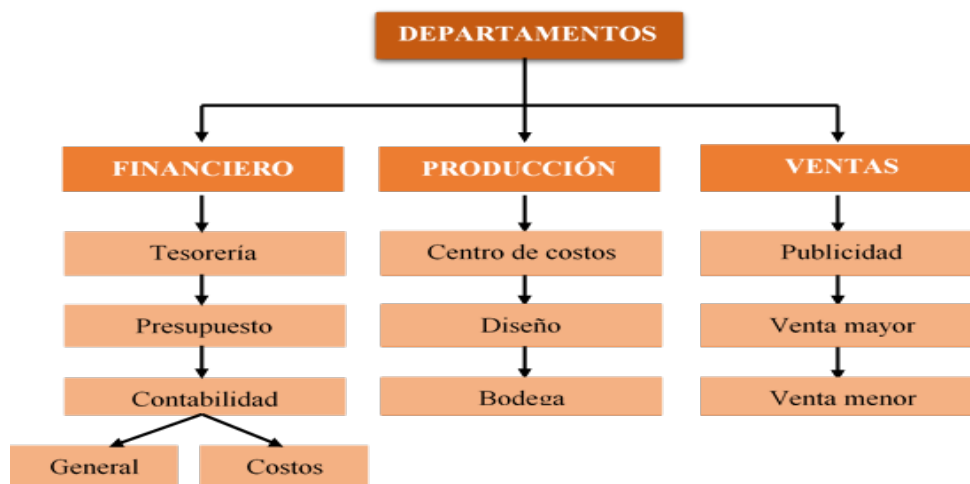 DEPARTAMENTOS
FINANCIERO
PRODUCCIÓN
VENTAS
Tesorería
Centro de costos
Publicidad
Presupuesto
Diseño
Venta mayor
Contabilidad
Bodega
Venta menor
General
Costos